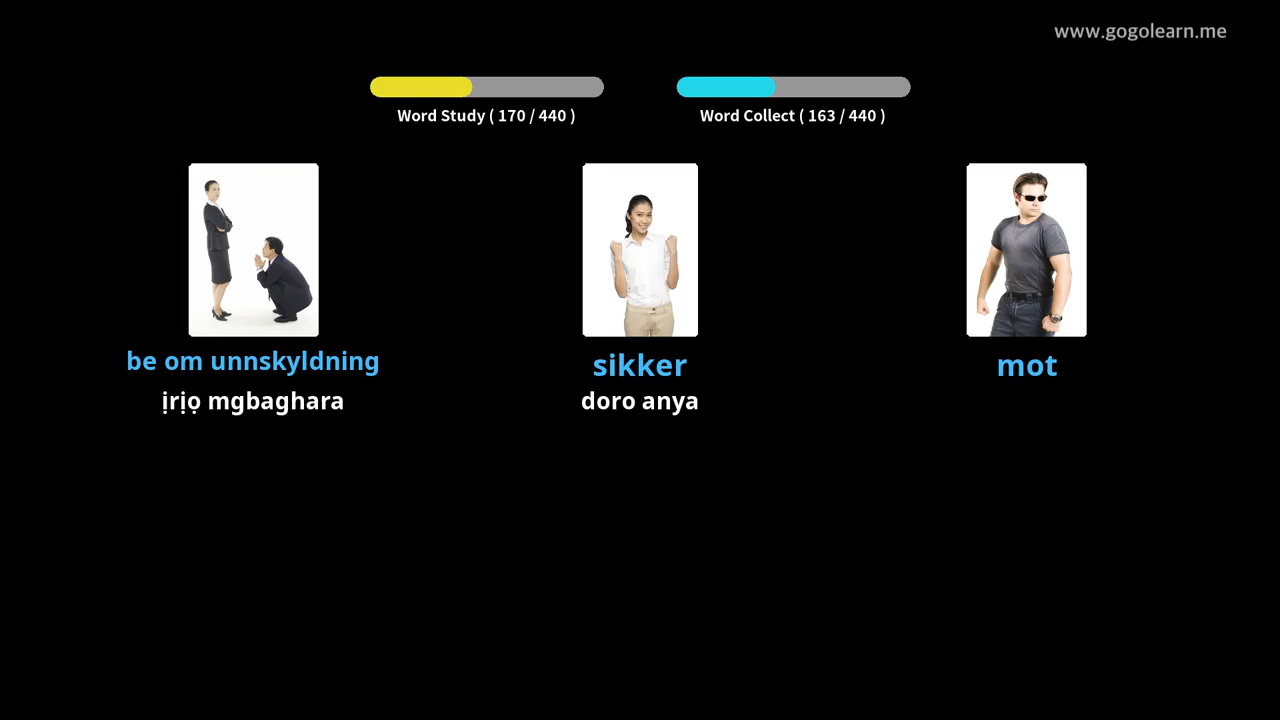 www.gogolearn.me
Word Study ( 170 / 440 )
Word Collect ( 163 / 440 )
be om unnskyldning
ịrịọ mgbaghara
sikker
doro anya
mot